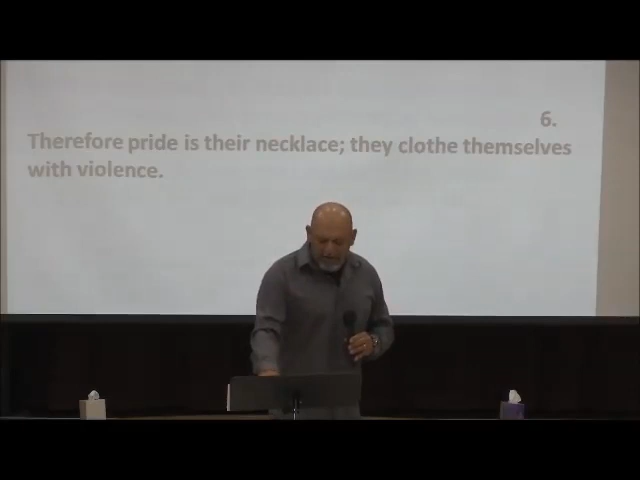 6.
Therefore pride is their necklace; they clothe themselves
with violence.